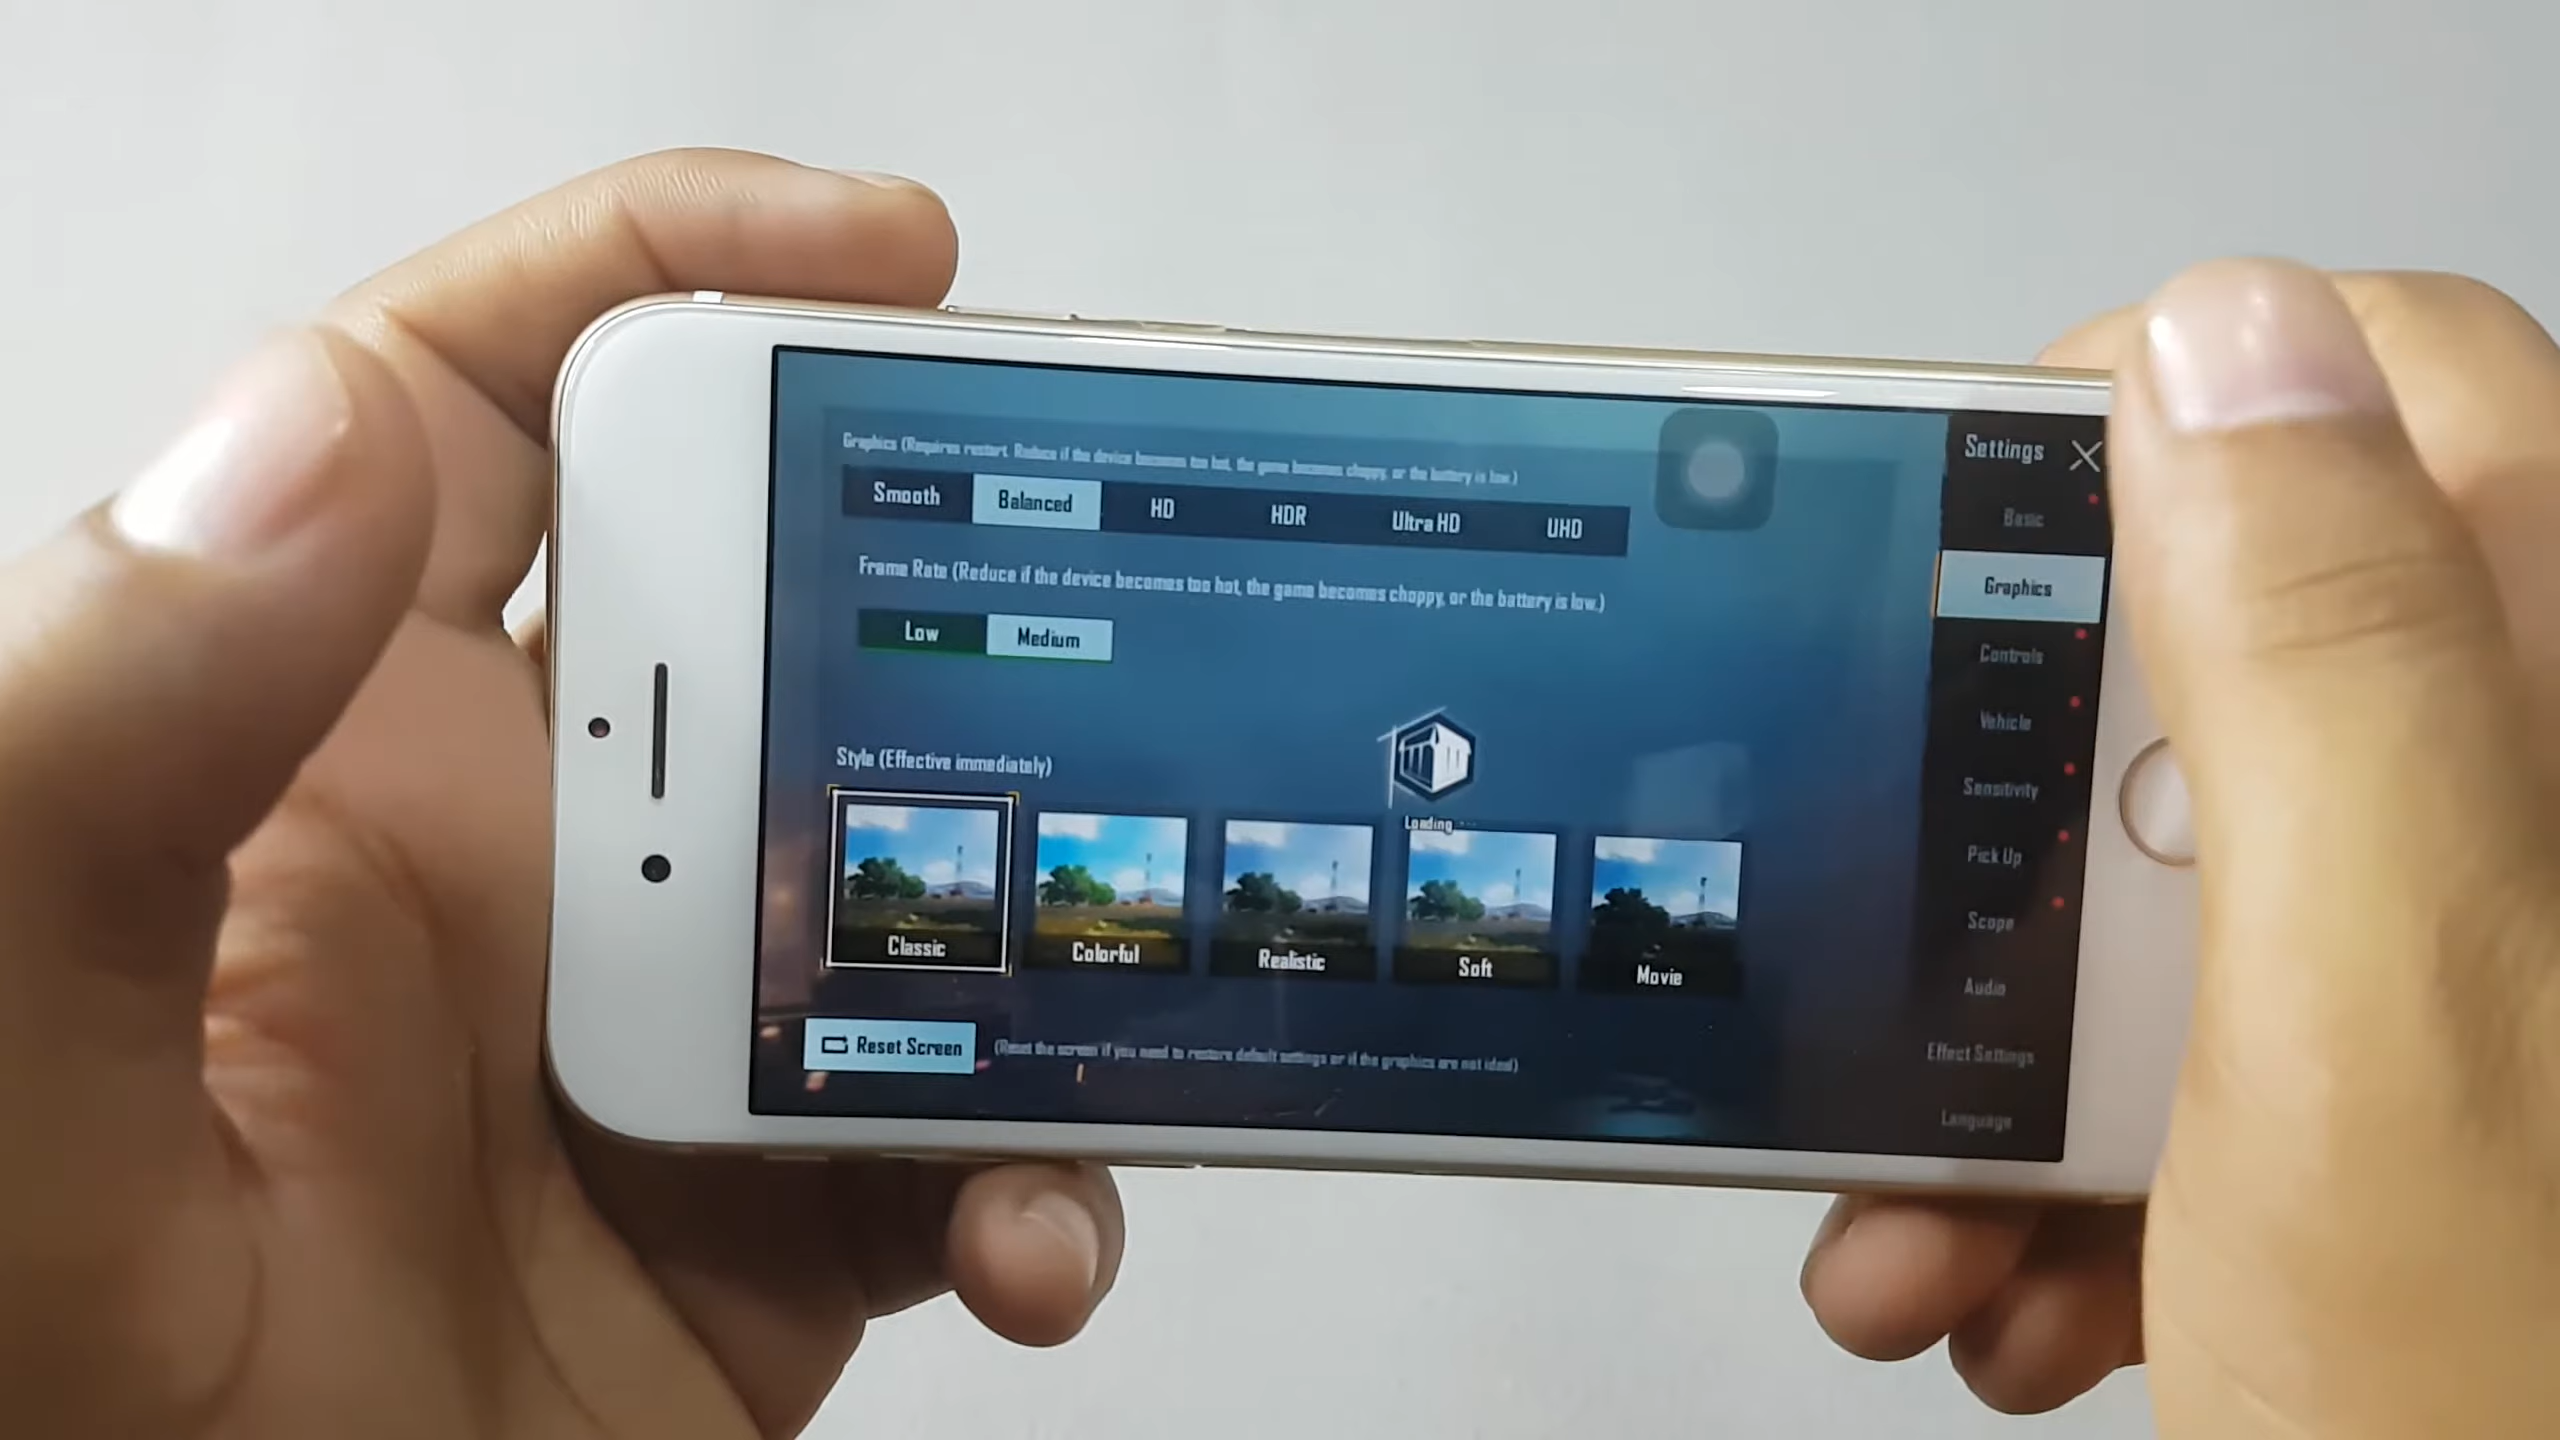 Graphics (Requires restart. Reduce if the device becomes too hot, the game becomes choppy, or the battery is low.)
Smooth Balanced HD HDR Ultra HD UHD
Frame Rate (Reduce if the device becomes too hot, the game becomes choppy, or the battery is low.)
Low Medium
Style (Effective immediately)
Loading ...
Classic Colorful Realistic Soft Movie
Reset Screen (Reset the screen if you need to restore default settings or if the graphics are not ideal)
Settings
Basic
Graphics
Controls
Vehicle
Sensitivity
Pick Up
Scope
Audio
Effect Settings
Language